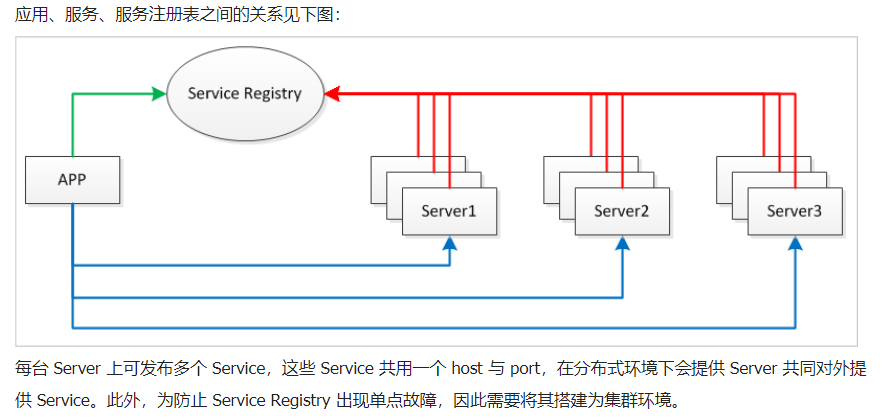 应用、服务、服务注册表之间的关系见下图：
Service Registry
APP
Server1
Server2
Server3
每台 Server 上可发布多个 Service，这些 Service 共用一个 host 与 port，在分布式环境下会提供 Server 共同对外提
供 Service。此外，为防止 Service Registry 出现单点故障，因此需要将其搭建为集群环境。